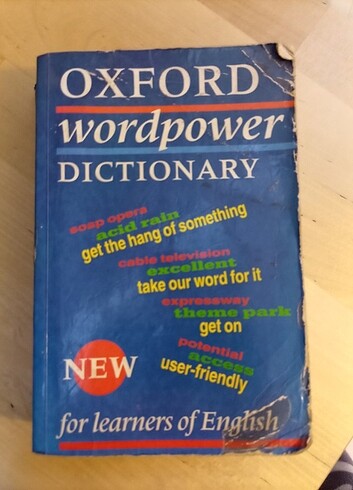 OXFORD
wordpower
DICTIONARY
soap opera
acid rain
get the hang of something
cable television
excellent
take our word for it
expressway
theme park
get on
potential
access
user-friendly
NEW
for learners of English